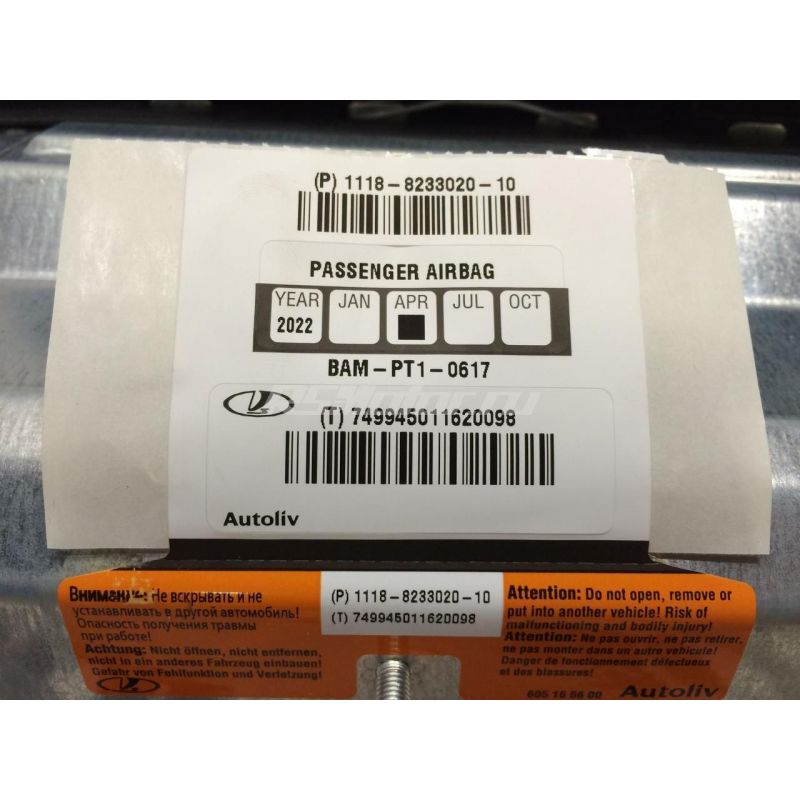 (P) 1118-8233020-10
PASSENGER AIRBAG
YEAR JAN APR JUL OCT
2022
BAM-PT1-0617
(T) 749945011620098
Autoliv
Не вскрывать и не
устанавливать в другой автомобиль!
Опасность получения травмы
при работе!
Achtung: Nicht öffnen, nicht entfernen,
nicht in ein anderes Fahrzeug einbauen!
Gefahr von Fehlfunktion und Verletzung!
(P) 1118-8233020-10
(T) 749945011620098
Attention: Do not open, remove or
put into another vehicle! Risk of
malfunctioning and bodily injury!
Attention: Ne pas ouvrir, ne pas retirer,
ne pas monter dans un autre vehicule!
Danger de fonctionnement défectueux
et des blessures!
605 16 56 00 Autoliv